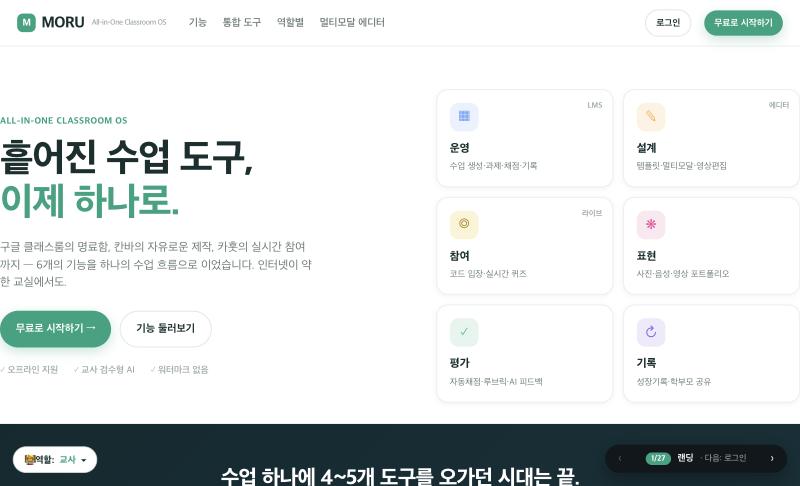 M MORU All-in-One Classroom OS 기능 통합 도구 역할별 멀티모달 에디터 로그인 무료로 시작하기
ALL-IN-ONE CLASSROOM OS
흩어진 수업 도구,
이제 하나로.
구글 클래스룸의 명료함, 칸바의 자유로운 제작, 카훗의 실시간 참여
까지 — 6개의 기능을 하나의 수업 흐름으로 이었습니다. 인터넷이 약
한 교실에서도.
무료로 시작하기 → 기능 둘러보기
✓ 오프라인 지원 ✓ 교사 검수형 AI ✓ 워터마크 없음
LMS
운영
수업 생성·과제·채점·기록
에디터
설계
템플릿·멀티모달·영상편집
라이브
참여
코드 입장·실시간 퀴즈
표현
사진·음성·영상 포트폴리오
✓
평가
자동채점·루브릭·AI 피드백
기록
성장기록·학부모 공유
수업 하나에 4~5개 도구를 오가던 시대는 끝.
역할: 교사
‹ 1/27 랜딩 · 다음: 로그인 ›